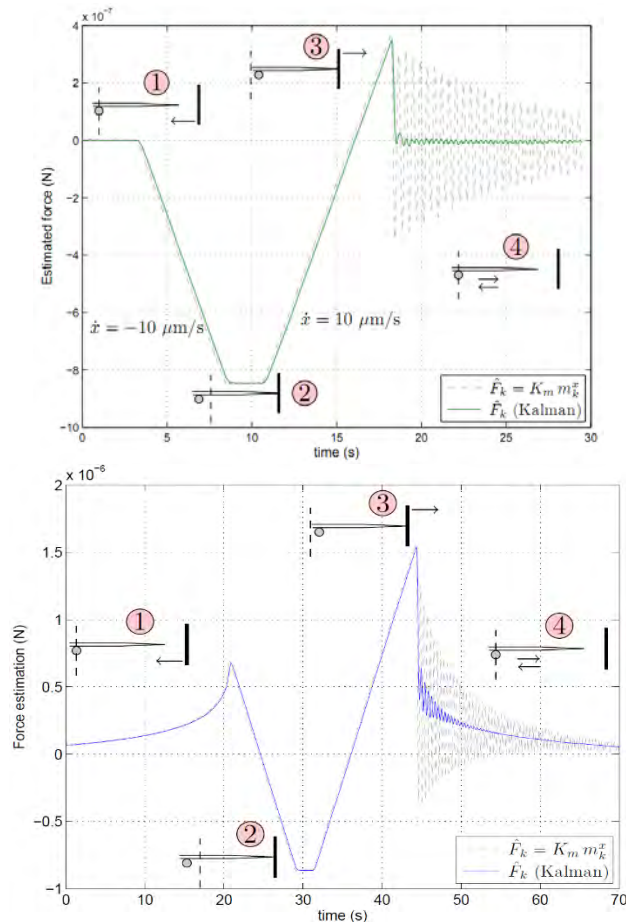 x 10⁻⁷
4
2
0
−2
−4
−6
−8
−10
Estimated force (N)
1
3
4
2
ẋ = −10 μm/s
ẋ = 10 μm/s
F̂ₖ = Kₘ mₖˣ
F̂ₖ (Kalman)
0 5 10 15 20 25 30
time (s)
x 10⁻⁶
2
1.5
1
0.5
0
−0.5
−1
Force estimation (N)
3
1
4
2
F̂ₖ = Kₘ mₖˣ
F̂ₖ (Kalman)
0 10 20 30 40 50 60 70
time (s)